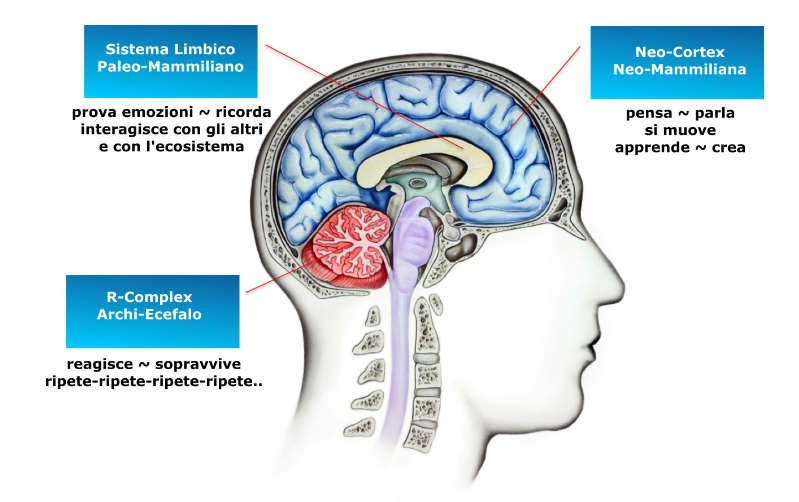 Sistema Limbico
Paleo-Mammiliano
prova emozioni ~ ricorda
interagisce con gli altri
e con l'ecosistema
Neo-Cortex
Neo-Mammiliana
pensa ~ parla
si muove
apprende ~ crea
R-Complex
Archi-Ecefalo
reagisce ~ sopravvive
ripete-ripete-ripete-ripete..